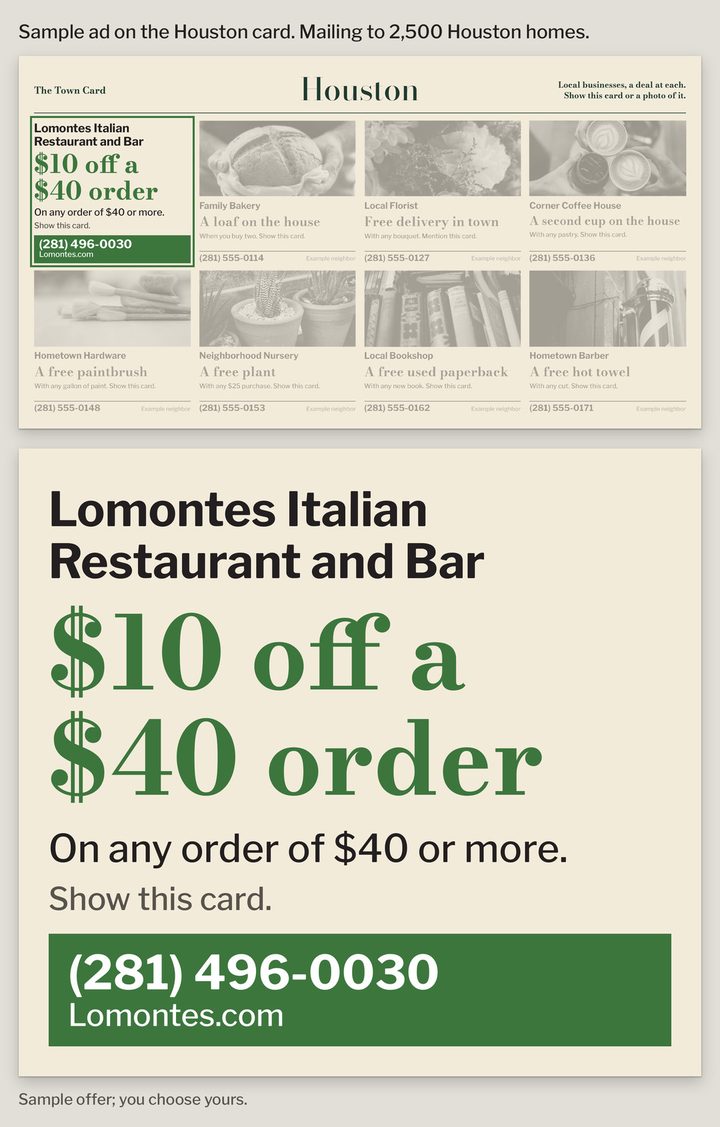 Sample ad on the Houston card. Mailing to 2,500 Houston homes.
The Town Card
Houston
Local businesses, a deal at each.
Show this card or a photo of it.
Lomontes Italian
Restaurant and Bar
$10 off a
$40 order
On any order of $40 or more.
Show this card.
(281) 496-0030
Lomontes.com
Family Bakery
A loaf on the house
When you buy two. Show this card.
(281) 555-0114
Example neighbor
Local Florist
Free delivery in town
With any bouquet. Mention this card.
(281) 555-0127
Example neighbor
Corner Coffee House
A second cup on the house
With any pastry. Show this card.
(281) 555-0136
Example neighbor
Hometown Hardware
A free paintbrush
With any gallon of paint. Show this card.
(281) 555-0148
Example neighbor
Neighborhood Nursery
A free plant
With any $25 purchase. Show this card.
(281) 555-0153
Example neighbor
Local Bookshop
A free used paperback
With any new book. Show this card.
(281) 555-0162
Example neighbor
Hometown Barber
A free hot towel
With any cut. Show this card.
(281) 555-0171
Example neighbor
Lomontes Italian
Restaurant and Bar
$10 off a
$40 order
On any order of $40 or more.
Show this card.
(281) 496-0030
Lomontes.com
Sample offer; you choose yours.